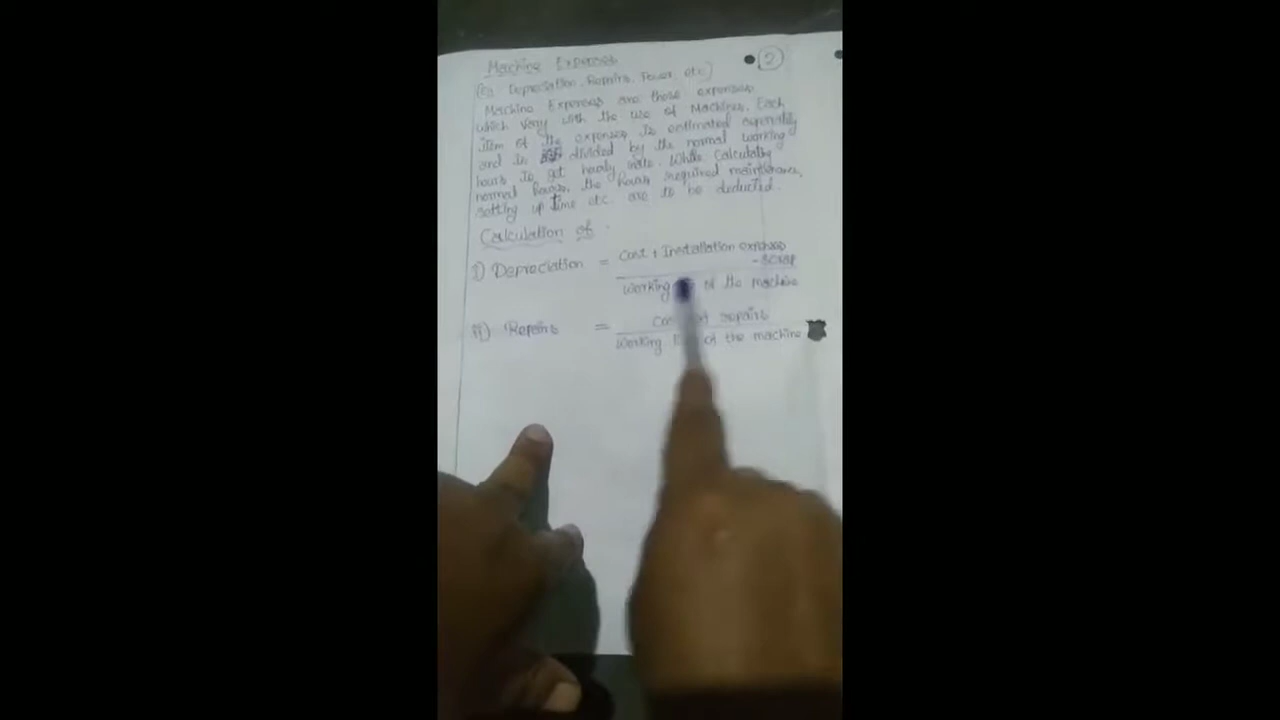 Machine Expenses
2
(Ex: Depreciation, Repairs, Power, etc)
Machine Expenses are those expenses
which vary with the use of Machines. Each
item of the expenses is estimated seperately
and is divided by the normal working
hours to get hourly rate. While Calculating
normal hours, the hours required maintenance,
setting up time etc. are to be deducted.
Calculation of :
i) Depreciation = Cost + Installation expenses
- Scrap
Working of the machine
ii) Repairs = repairs
Working of the machine